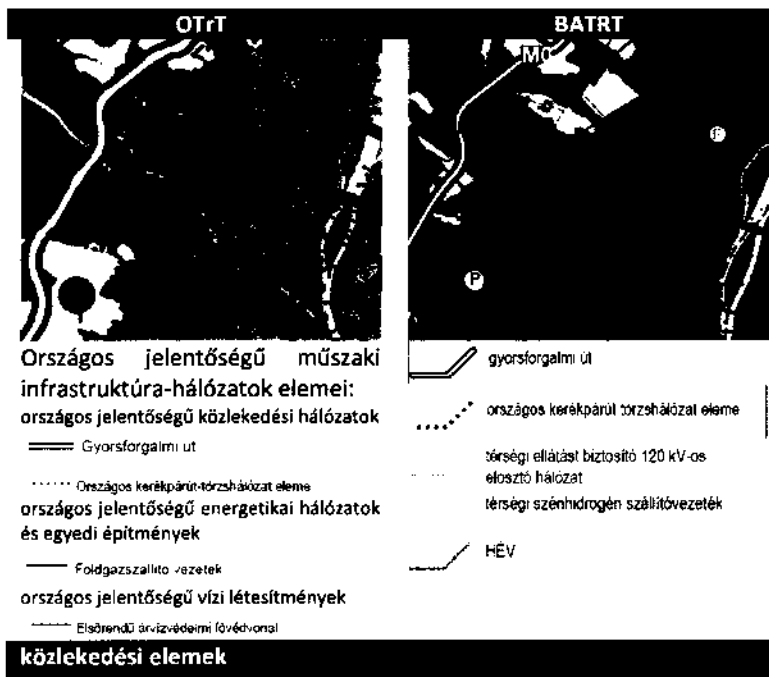 OTrT
BATRT
M0
P
Országos jelentőségű műszaki
infrastruktúra-hálózatok elemei:
országos jelentőségű közlekedési hálózatok
Gyorsforgalmi út
Országos kerékpárút-törzshálózat eleme
országos jelentőségű energetikai hálózatok
és egyedi építmények
Földgázszállító vezeték
országos jelentőségű vízi létesítmények
Elsőrendű árvízvédelmi fővédvonal
gyorsforgalmi út
országos kerékpárút törzshálózat eleme
térségi ellátást biztosító 120 kV-os
elosztó hálózat
térségi szénhidrogén szállítóvezeték
HÉV
közlekedési elemek